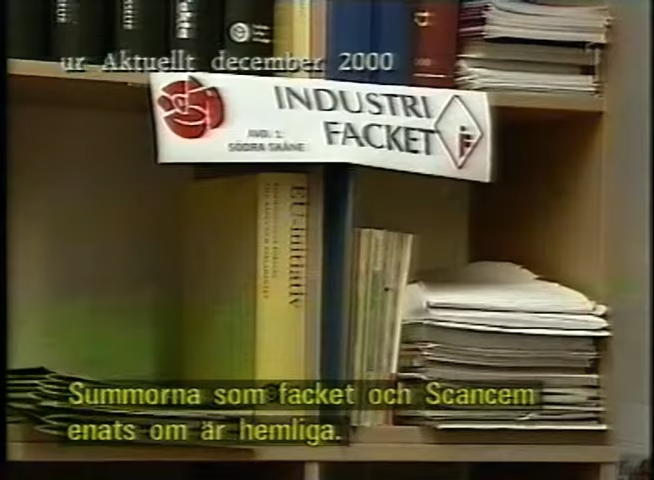 ur Aktuellt december 2000
INDUSTRI
FACKET
AVD. 1
SÖDRA SKÅNE
EU-initiativ
Summorna som facket och Scancem
enats om är hemliga.